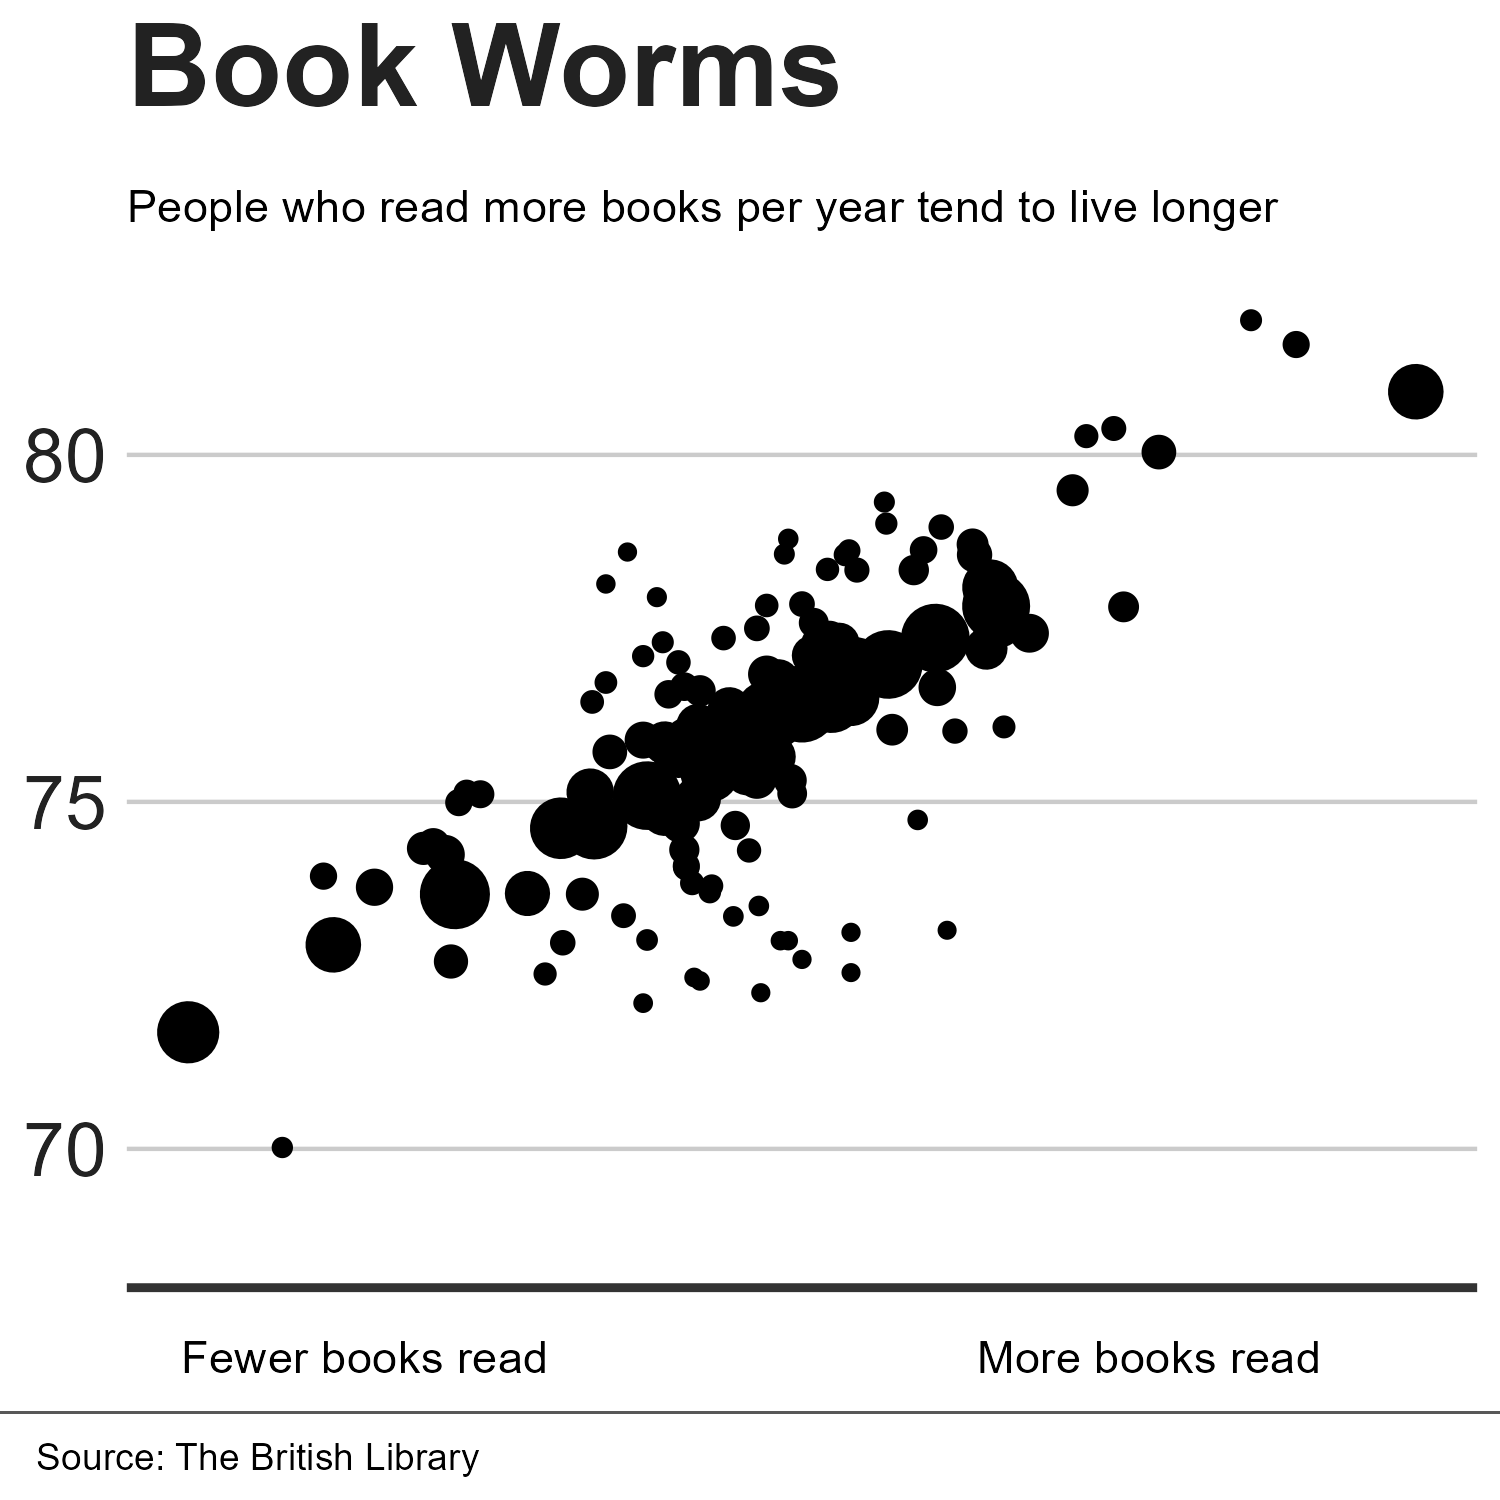 Book Worms
People who read more books per year tend to live longer
80
75
70
Fewer books read
More books read
Source: The British Library